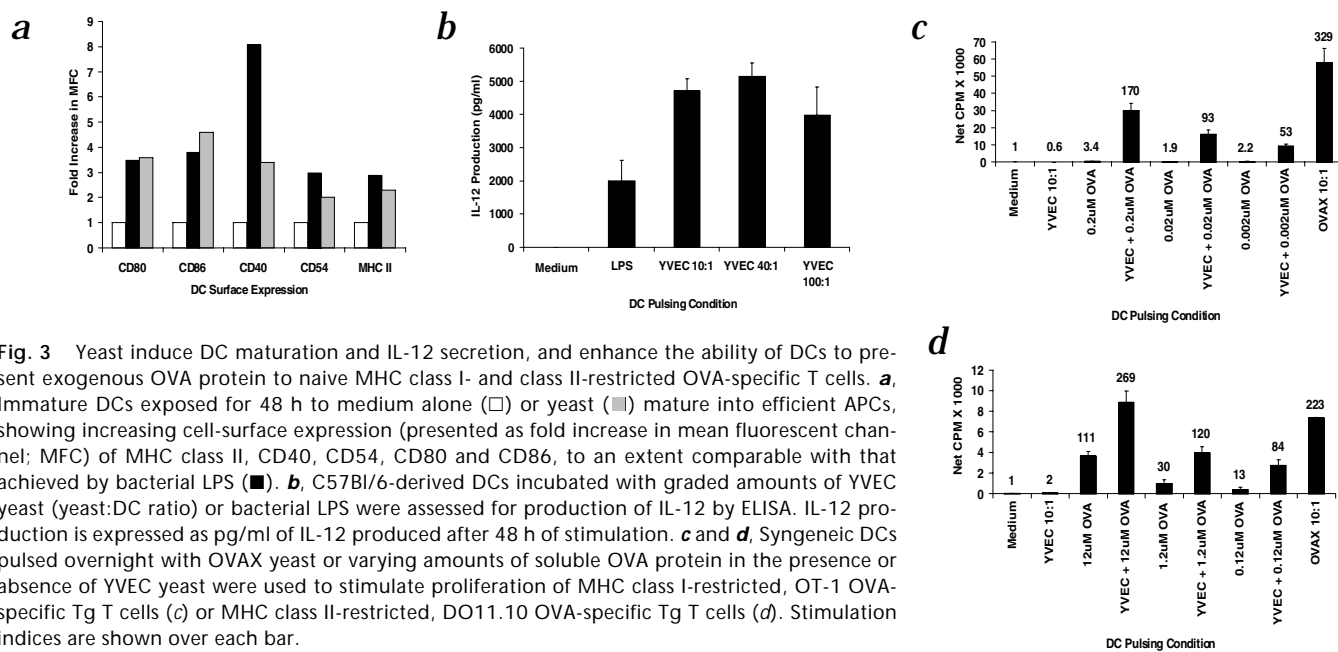 a
Fold Increase in MFC
9
8
7
6
5
4
3
2
1
0
CD80 CD86 CD40 CD54 MHC II
DC Surface Expression
b
IL-12 Production (pg/ml)
6000
5000
4000
3000
2000
1000
0
Medium LPS YVEC 10:1 YVEC 40:1 YVEC
100:1
DC Pulsing Condition
c
Net CPM X 1000
70
60
50
40
30
20
10
0
1 0.6 3.4 170 1.9 93 2.2 53 329
Medium
YVEC 10:1
0.2uM OVA
YVEC + 0.2uM OVA
0.02uM OVA
YVEC + 0.02uM OVA
0.002uM OVA
YVEC + 0.002uM OVA
OVAX 10:1
DC Pulsing Condition
Fig. 3 Yeast induce DC maturation and IL-12 secretion, and enhance the ability of DCs to pre-
sent exogenous OVA protein to naive MHC class I- and class II-restricted OVA-specific T cells. a,
Immature DCs exposed for 48 h to medium alone (□) or yeast (■) mature into efficient APCs,
showing increasing cell-surface expression (presented as fold increase in mean fluorescent chan-
nel; MFC) of MHC class II, CD40, CD54, CD80 and CD86, to an extent comparable with that
achieved by bacterial LPS (■). b, C57Bl/6-derived DCs incubated with graded amounts of YVEC
yeast (yeast:DC ratio) or bacterial LPS were assessed for production of IL-12 by ELISA. IL-12 pro-
duction is expressed as pg/ml of IL-12 produced after 48 h of stimulation. c and d, Syngeneic DCs
pulsed overnight with OVAX yeast or varying amounts of soluble OVA protein in the presence or
absence of YVEC yeast were used to stimulate proliferation of MHC class I-restricted, OT-1 OVA-
specific Tg T cells (c) or MHC class II-restricted, DO11.10 OVA-specific Tg T cells (d). Stimulation
indices are shown over each bar.
d
Net CPM X 1000
12
10
8
6
4
2
0
1 2 111 269 30 120 13 84 223
Medium
YVEC 10:1
12uM OVA
YVEC + 12uM OVA
1.2uM OVA
YVEC + 1.2uM OVA
0.12uM OVA
YVEC + 0.12uM OVA
OVAX 10:1
DC Pulsing Condition